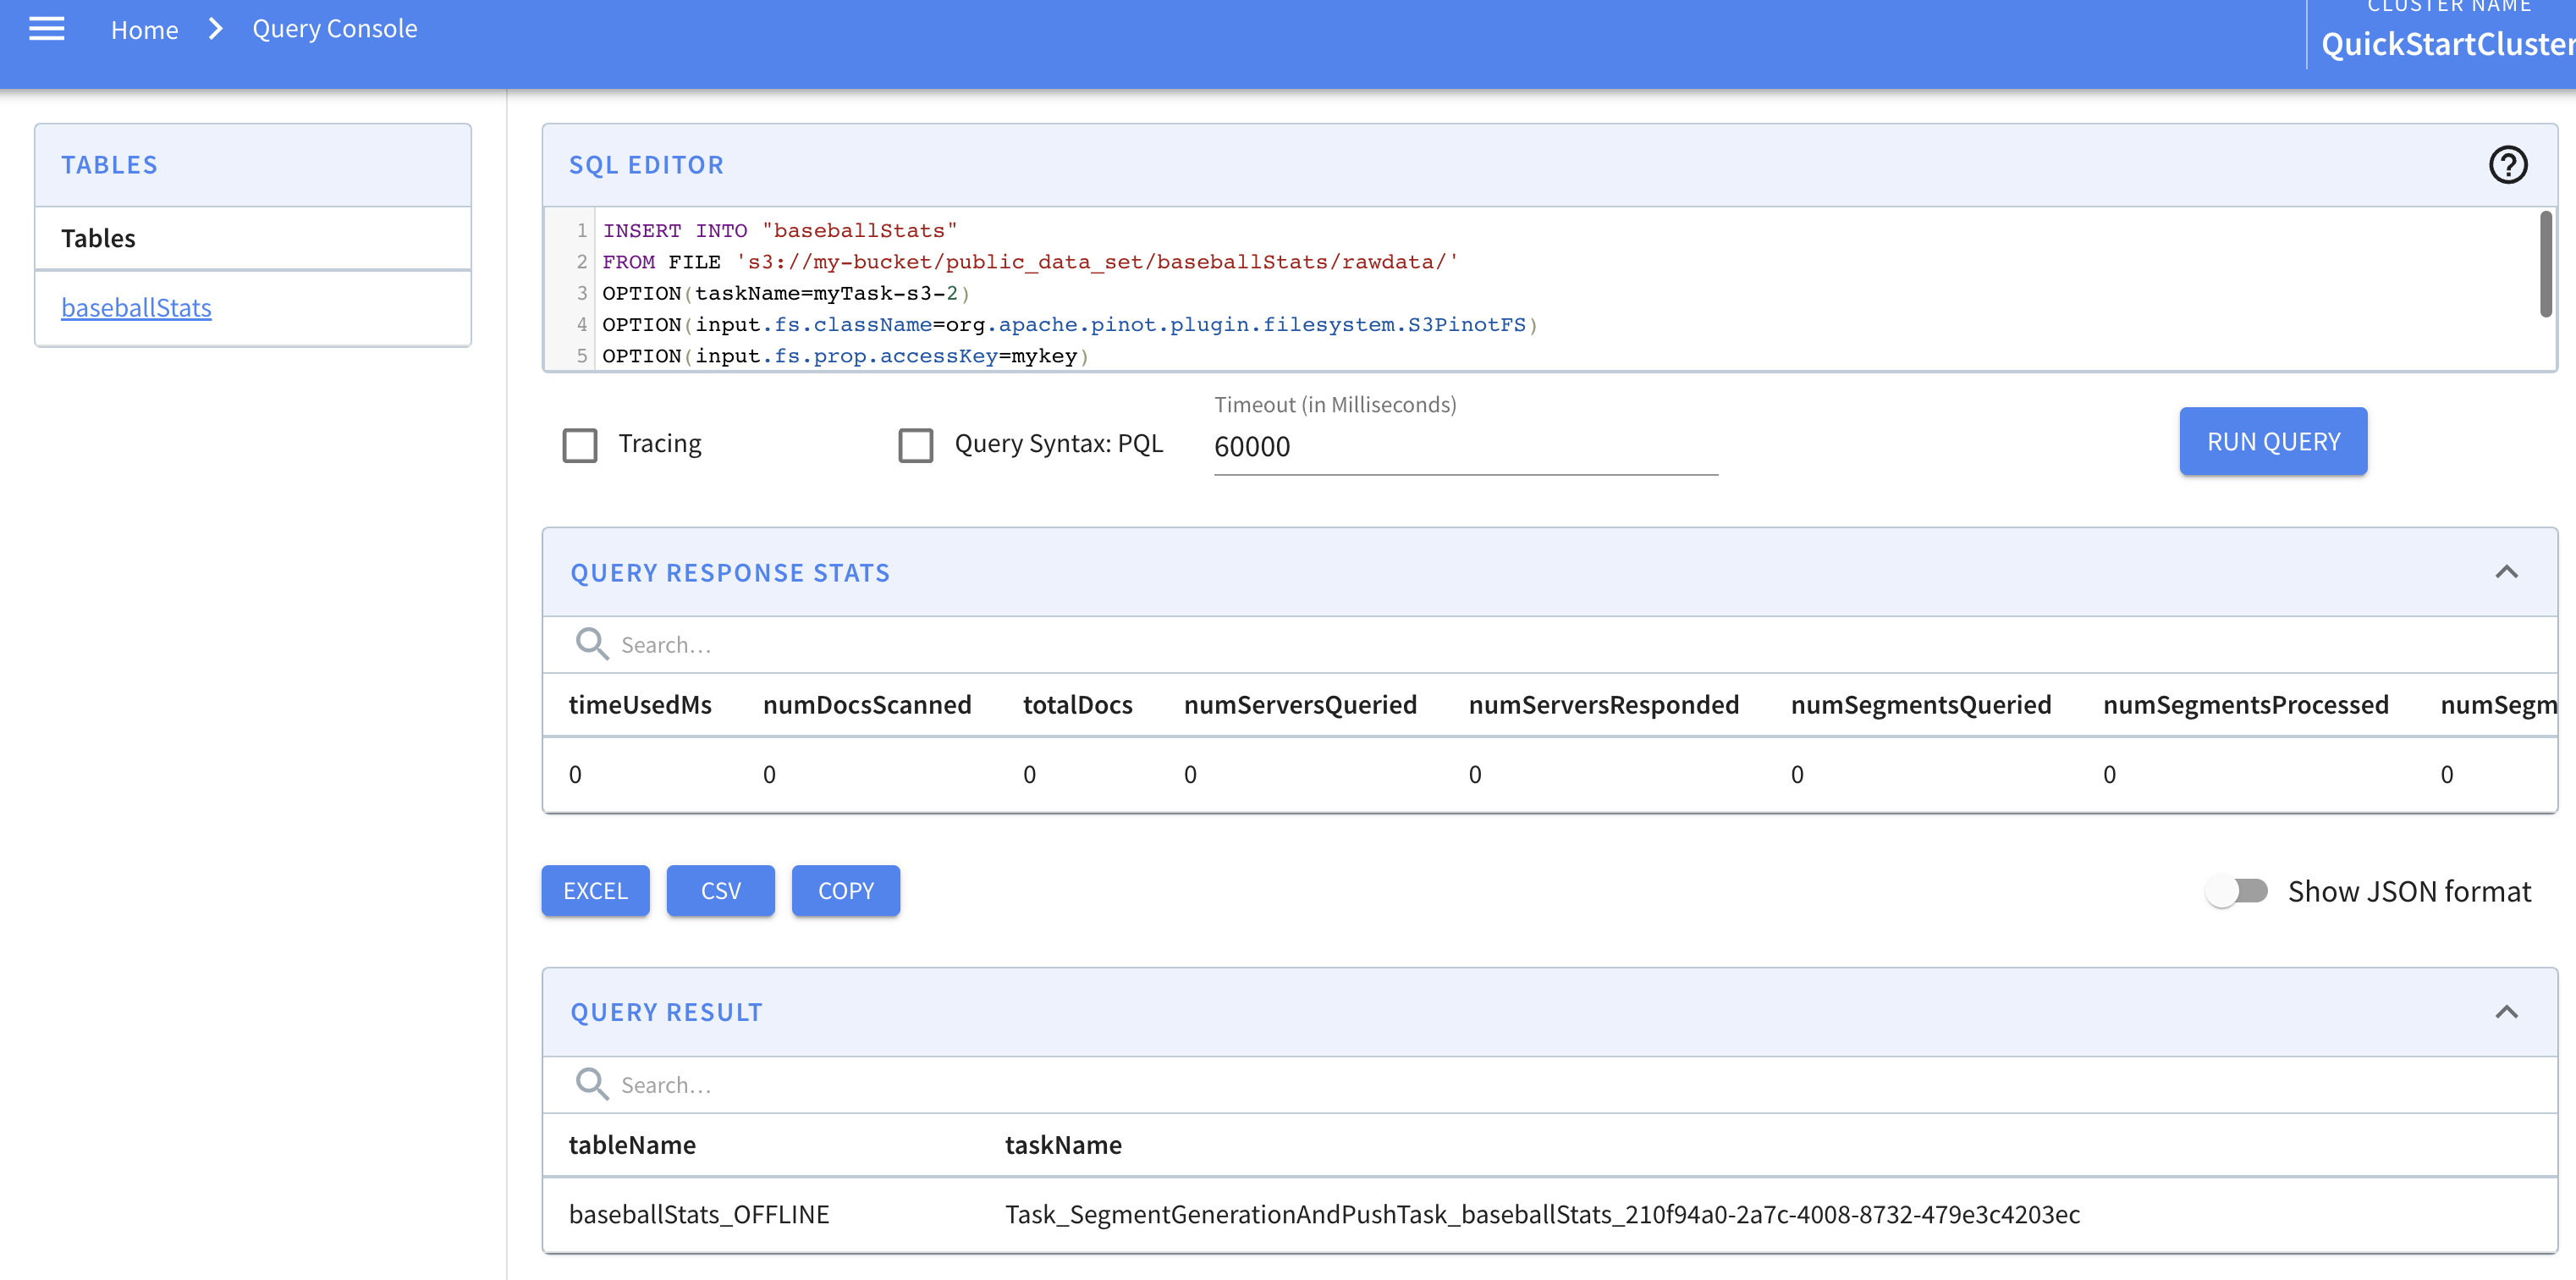 Home > Query Console
CLUSTER NAME
QuickStartCluster
TABLES
Tables
baseballStats
SQL EDITOR
1 INSERT INTO "baseballStats"
2 FROM FILE 's3://my-bucket/public_data_set/baseballStats/rawdata/'
3 OPTION(taskName=myTask-s3-2)
4 OPTION(input.fs.className=org.apache.pinot.plugin.filesystem.S3PinotFS)
5 OPTION(input.fs.prop.accessKey=mykey)
Tracing
Query Syntax: PQL
Timeout (in Milliseconds)
60000
RUN QUERY
QUERY RESPONSE STATS
Search...
timeUsedMs numDocsScanned totalDocs numServersQueried numServersResponded numSegmentsQueried numSegmentsProcessed numSegm
0 0 0 0 0 0 0 0
EXCEL CSV COPY Show JSON format
QUERY RESULT
Search...
tableName taskName
baseballStats_OFFLINE Task_SegmentGenerationAndPushTask_baseballStats_210f94a0-2a7c-4008-8732-479e3c4203ec